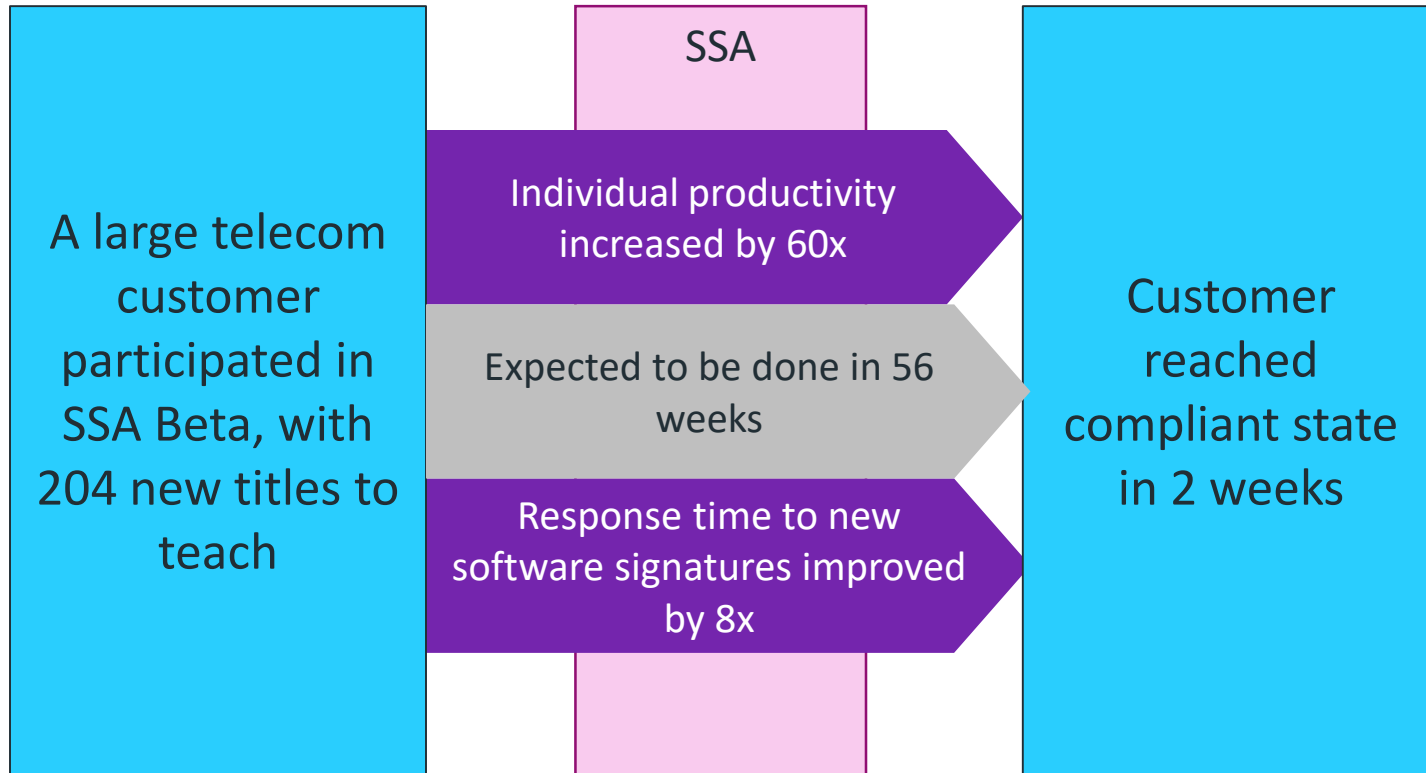 A large telecom
customer
participated in
SSA Beta, with
204 new titles to
teach
SSA
Individual productivity
increased by 60x
Expected to be done in 56
weeks
Response time to new
software signatures improved
by 8x
Customer
reached
compliant state
in 2 weeks